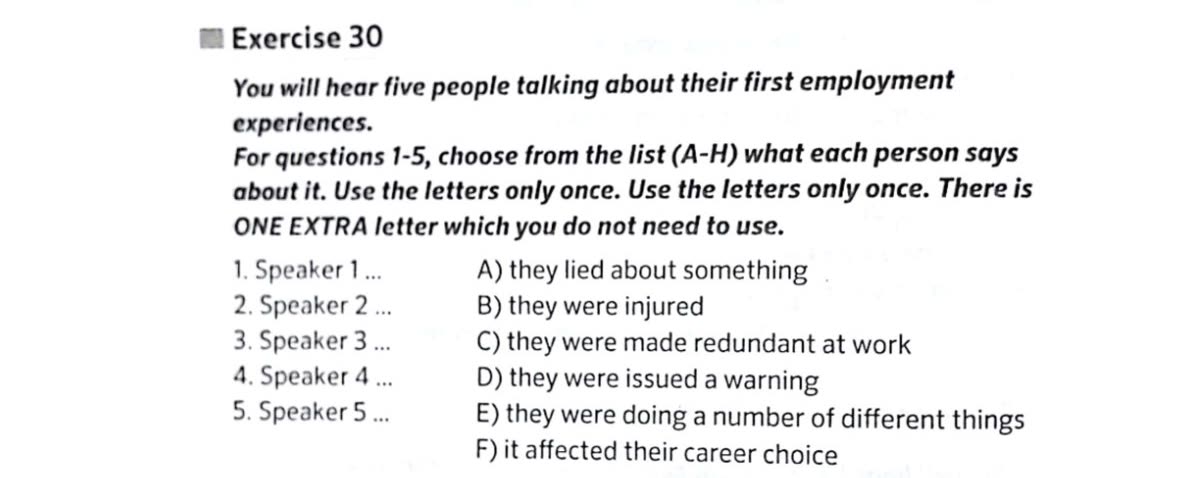 Exercise 30
You will hear five people talking about their first employment
experiences.
For questions 1-5, choose from the list (A-H) what each person says
about it. Use the letters only once. Use the letters only once. There is
ONE EXTRA letter which you do not need to use.
1. Speaker 1 ...
2. Speaker 2 ...
3. Speaker 3 ...
4. Speaker 4 ...
5. Speaker 5 ...
A) they lied about something
B) they were injured
C) they were made redundant at work
D) they were issued a warning
E) they were doing a number of different things
F) it affected their career choice